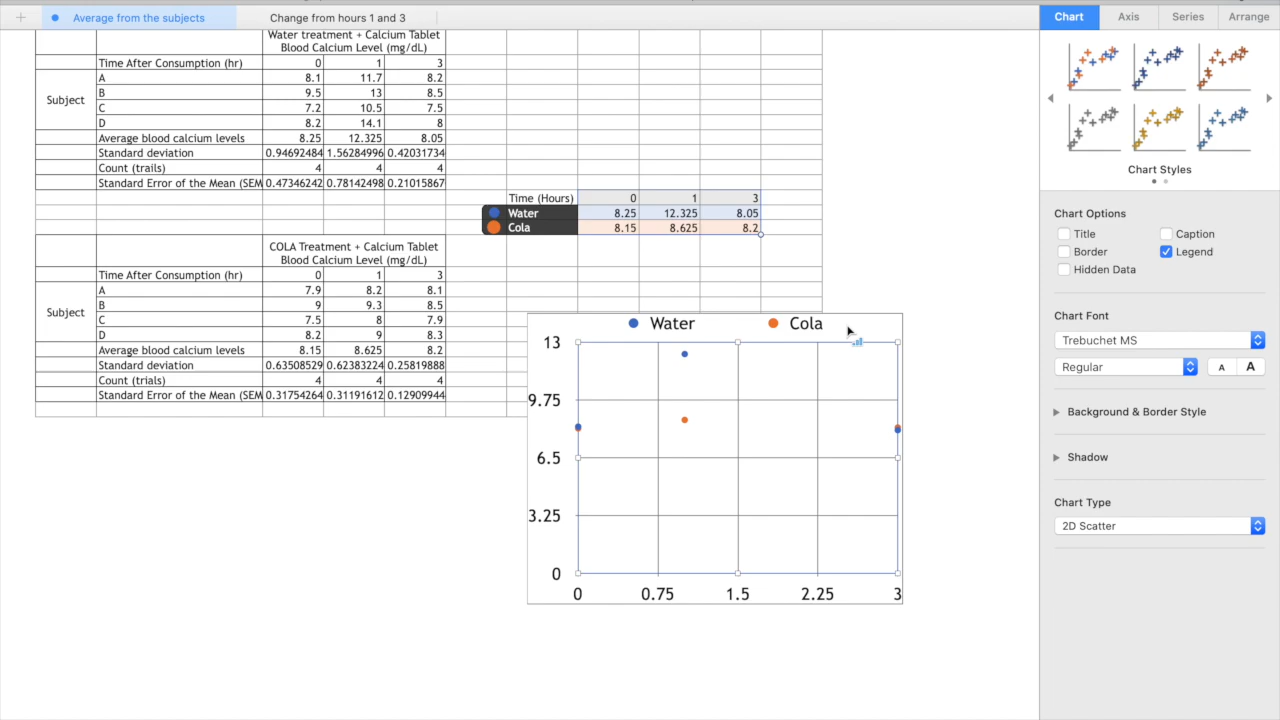 Average from the subjects Change from hours 1 and 3
Chart Axis Series Arrange
Water treatment + Calcium Tablet
Blood Calcium Level (mg/dL)
Time After Consumption (hr) 0 1 3
A 8.1 11.7 8.2
B 9.5 13 8.5
Subject
C 7.2 10.5 7.5
D 8.2 14.1 8
Average blood calcium levels 8.25 12.325 8.05
Standard deviation 0.94692484 1.56284996 0.42031734
Count (trails) 4 4 4
Standard Error of the Mean (SEM 0.47346242 0.78142498 0.21015867
Time (Hours) 0 1 3
Water 8.25 12.325 8.05
Cola 8.15 8.625 8.2
COLA Treatment + Calcium Tablet
Blood Calcium Level (mg/dL)
Time After Consumption (hr) 0 1 3
A 7.9 8.2 8.1
B 9 9.3 8.5
Subject
C 7.5 8 7.9
D 8.2 9 8.3
Average blood calcium levels 8.15 8.625 8.2
Standard deviation 0.63508529 0.62383224 0.25819888
Count (trials) 4 4 4
Standard Error of the Mean (SEM 0.31754264 0.31191612 0.12909944
Water Cola
13
9.75
6.5
3.25
0
0 0.75 1.5 2.25 3
Chart Styles
Chart Options
Title Caption
Border Legend
Hidden Data
Chart Font
Trebuchet MS
Regular A A
Background & Border Style
Shadow
Chart Type
2D Scatter